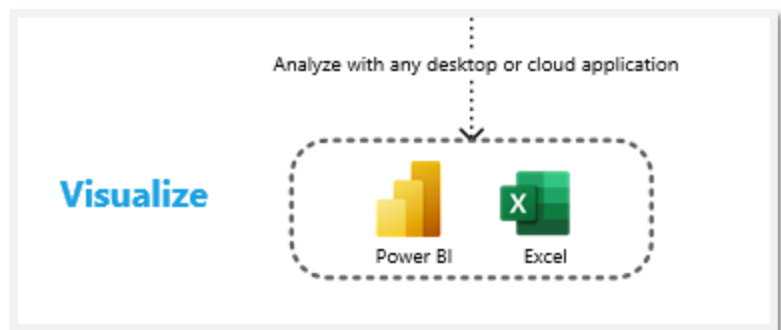 Analyze with any desktop or cloud application
Visualize
X
Power BI
Excel